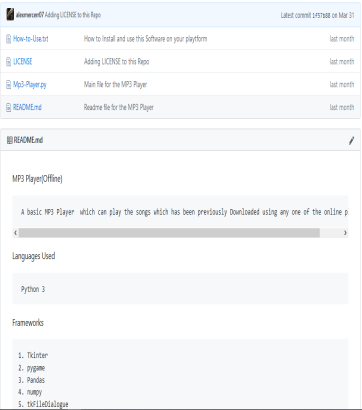 alexmercerr07 Adding LICENSE to this Repo Latest commit 1f57b88 on Mar 31
How-to-Use.txt How to Install and use this Software on your playtform last month
LICENSE Adding LICENSE to this Repo last month
Mp3-Player.py Main file for the MP3 Player last month
README.md Readme file for the MP3 Player last month
README.md
MP3 Player(Offline)
A basic MP3 Player which can play the songs which has been previously Downloaded using any one of the online p
Languages Used
Python 3
Frameworks
1. Tkinter
2. pygame
3. Pandas
4. numpy
5. tkFileDialogue